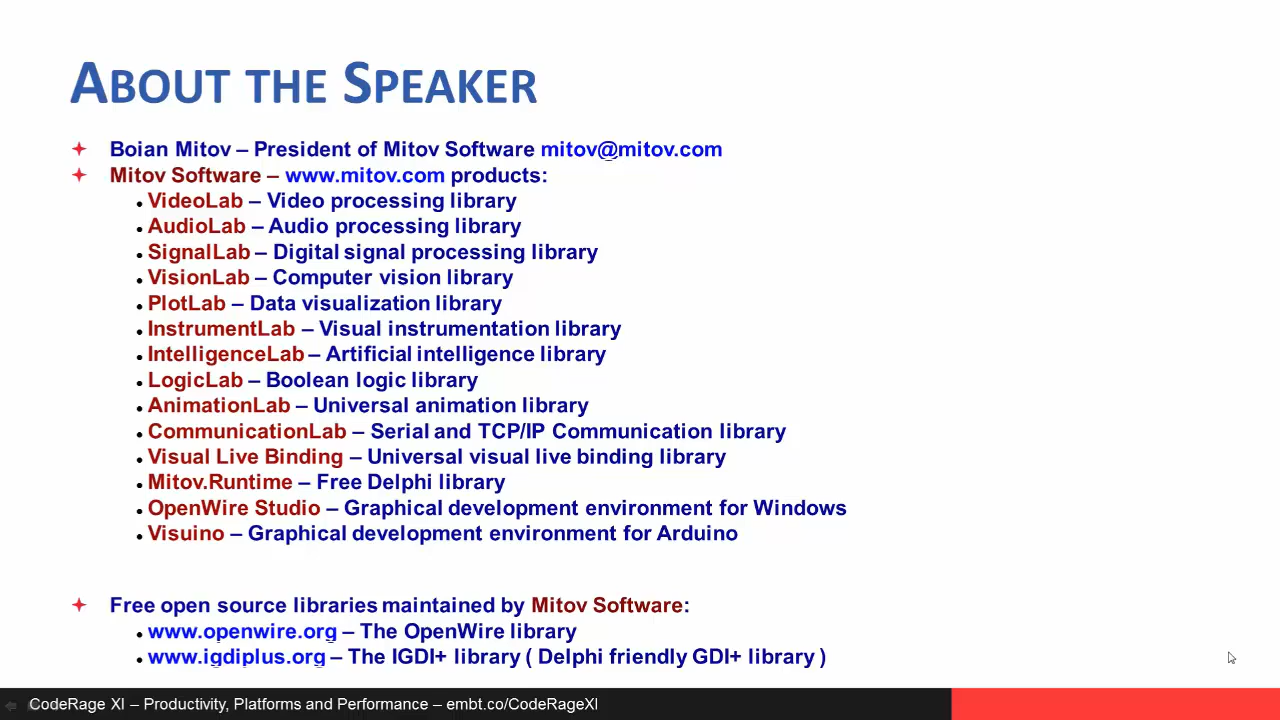 ABOUT THE SPEAKER
Boian Mitov – President of Mitov Software mitov@mitov.com
Mitov Software – www.mitov.com products:
VideoLab – Video processing library
AudioLab – Audio processing library
SignalLab – Digital signal processing library
VisionLab – Computer vision library
PlotLab – Data visualization library
InstrumentLab – Visual instrumentation library
IntelligenceLab – Artificial intelligence library
LogicLab – Boolean logic library
AnimationLab – Universal animation library
CommunicationLab – Serial and TCP/IP Communication library
Visual Live Binding – Universal visual live binding library
Mitov.Runtime – Free Delphi library
OpenWire Studio – Graphical development environment for Windows
Visuino – Graphical development environment for Arduino
Free open source libraries maintained by Mitov Software:
www.openwire.org – The OpenWire library
www.igdiplus.org – The IGDI+ library ( Delphi friendly GDI+ library )
CodeRage XI – Productivity, Platforms and Performance – embt.co/CodeRageXI